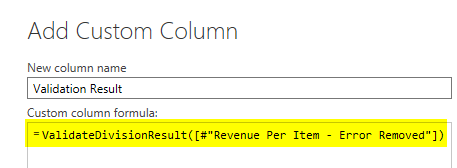 Add Custom Column
New column name
Validation Result
Custom column formula:
=ValidateDivisionResult([#"Revenue Per Item - Error Removed"])